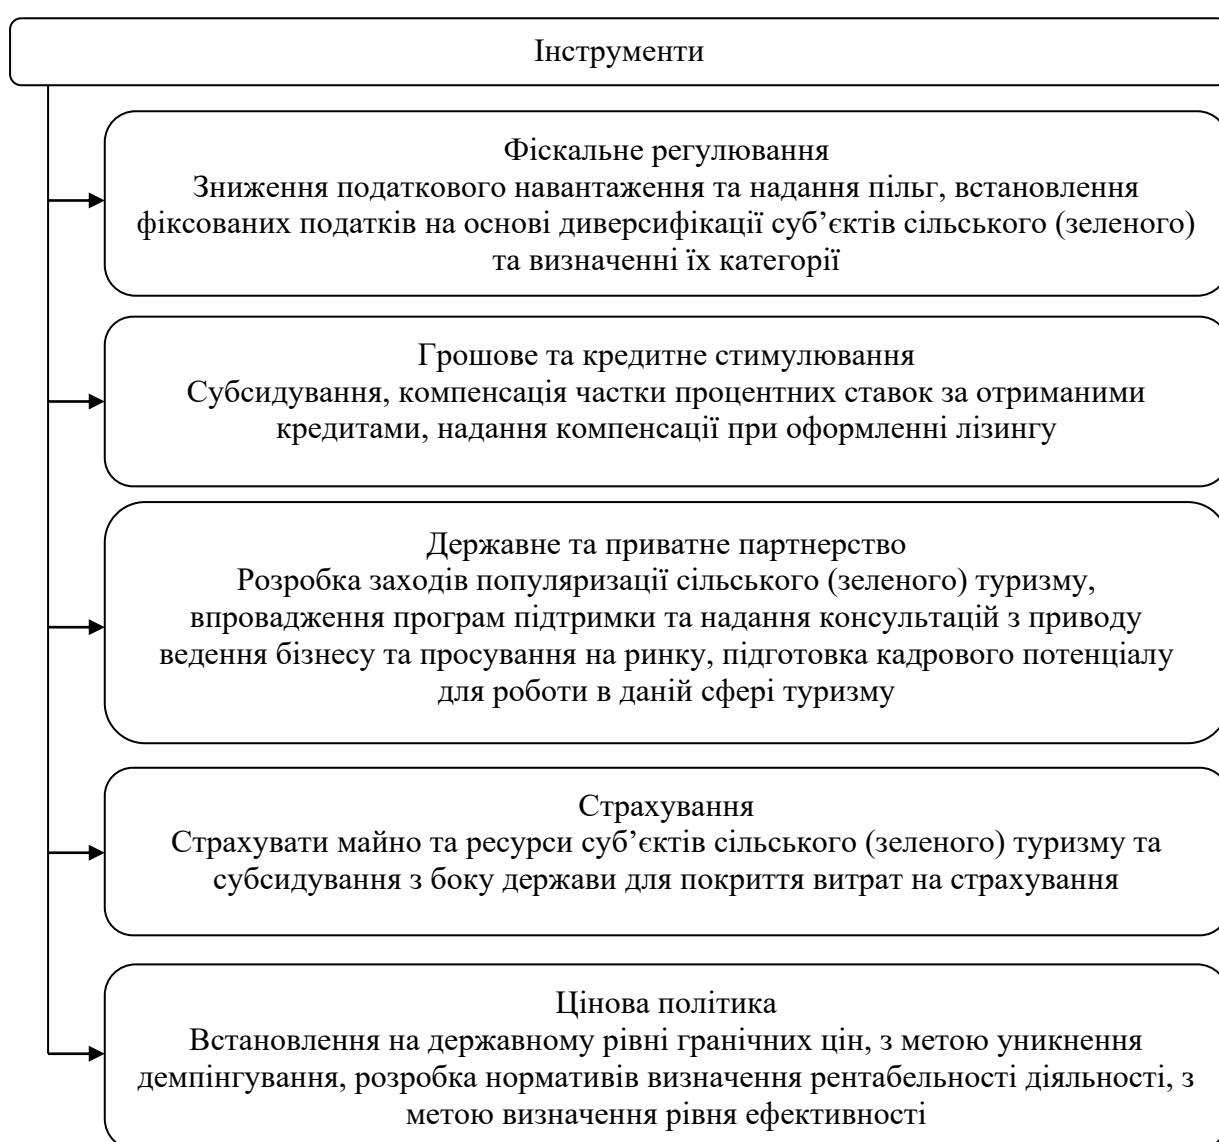 Інструменти
Фіскальне регулювання
Зниження податкового навантаження та надання пільг, встановлення
фіксованих податків на основі диверсифікації суб’єктів сільського (зеленого)
та визначенні їх категорії
Грошове та кредитне стимулювання
Субсидування, компенсація частки процентних ставок за отриманими
кредитами, надання компенсації при оформленні лізингу
Державне та приватне партнерство
Розробка заходів популяризації сільського (зеленого) туризму,
впровадження програм підтримки та надання консультацій з приводу
ведення бізнесу та просування на ринку, підготовка кадрового потенціалу
для роботи в даній сфері туризму
Страхування
Страхувати майно та ресурси суб’єктів сільського (зеленого) туризму та
субсидування з боку держави для покриття витрат на страхування
Цінова політика
Встановлення на державному рівні гранічних цін, з метою уникнення
демпінгування, розробка нормативів визначення рентабельності діяльності, з
метою визначення рівня ефективності